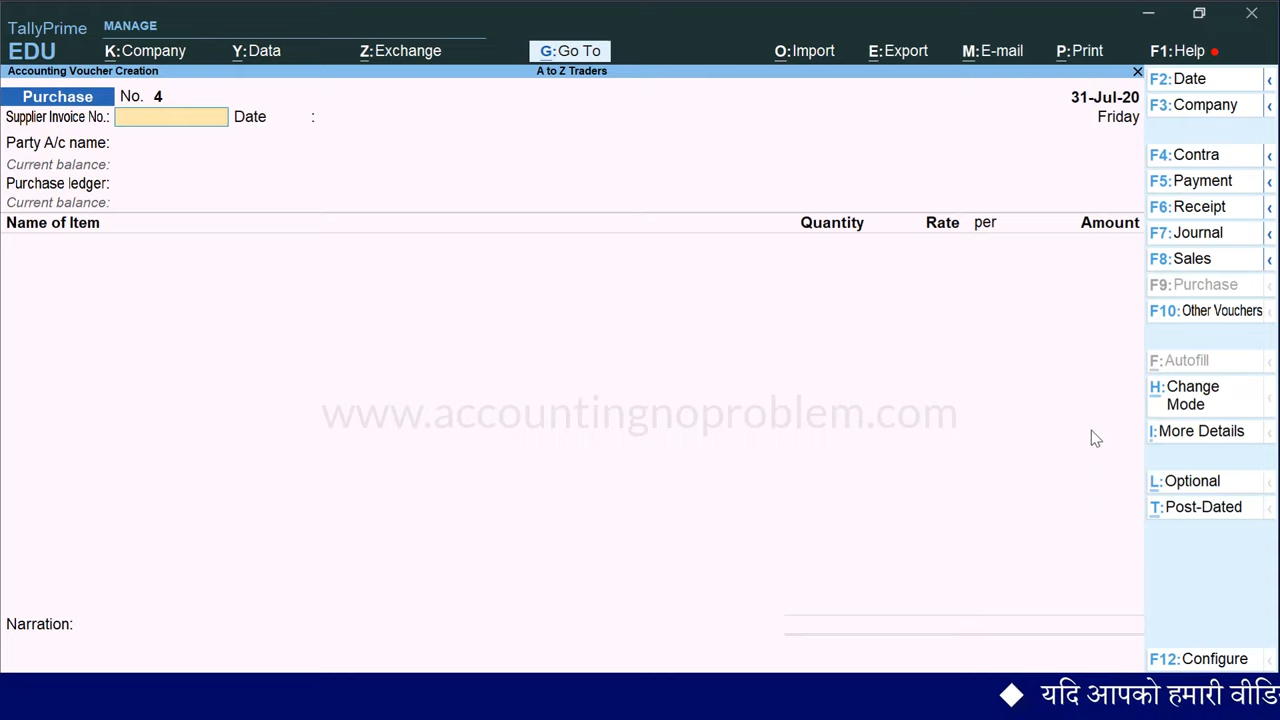 TallyPrime MANAGE
EDU K:Company Y:Data Z:Exchange G:Go To O:Import E:Export M:E-mail P:Print F1:Help
Accounting Voucher Creation A to Z Traders
Purchase No. 4 31-Jul-20
Supplier Invoice No.: Date : Friday
Party A/c name:
Current balance:
Purchase ledger:
Current balance:
Name of Item Quantity Rate per Amount
Narration:
F2:Date
F3:Company
F4:Contra
F5:Payment
F6:Receipt
F7:Journal
F8:Sales
F9:Purchase
F10:Other Vouchers
F:Autofill
H:Change
Mode
I:More Details
L:Optional
T:Post-Dated
F12:Configure
www.accountingnoproblem.com
यदि आपको हमारी